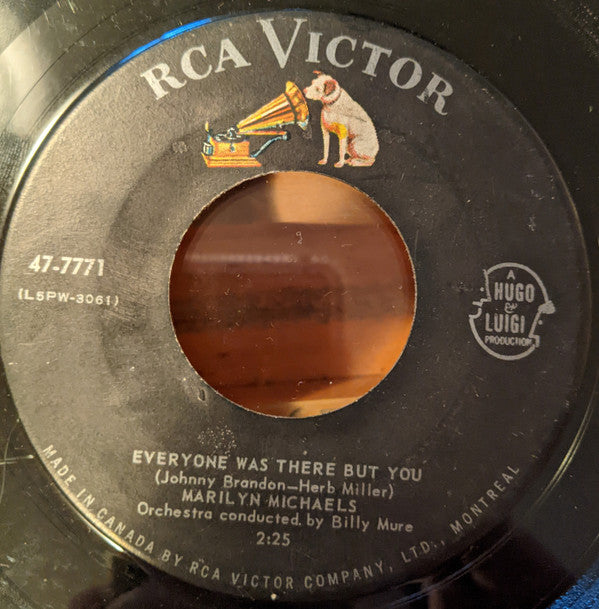 RCA VICTOR
47-7771
(L5PW-3061)
A
HUGO
&
LUIGI
PRODUCTION
EVERYONE WAS THERE BUT YOU
(Johnny Brandon—Herb Miller)
MARILYN MICHAELS
Orchestra conducted by Billy Mure
2:25
MADE IN CANADA BY RCA VICTOR COMPANY, LTD., MONTREAL